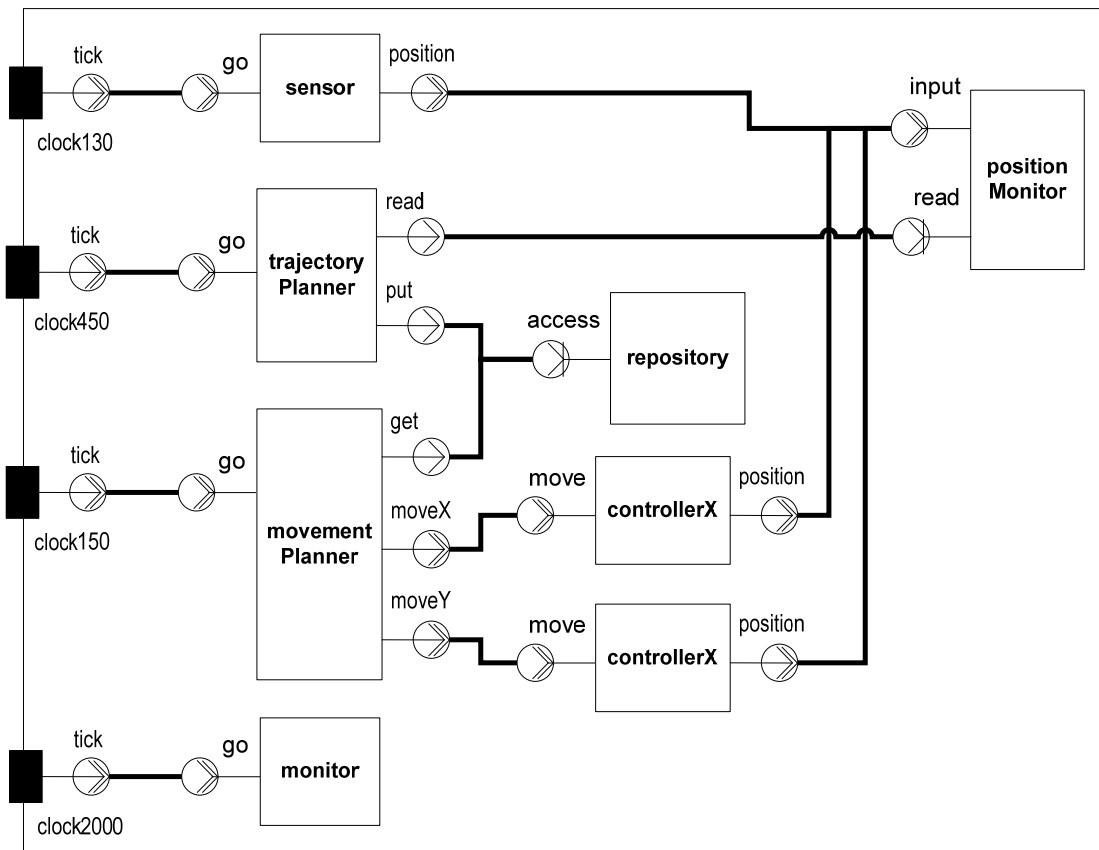 tick
go
sensor
position
clock130
input
position
Monitor
read
tick
go
trajectory
Planner
read
put
clock450
access
repository
tick
go
movement
Planner
get
moveX
moveY
clock150
move
controllerX
position
move
controllerX
position
tick
go
monitor
clock2000